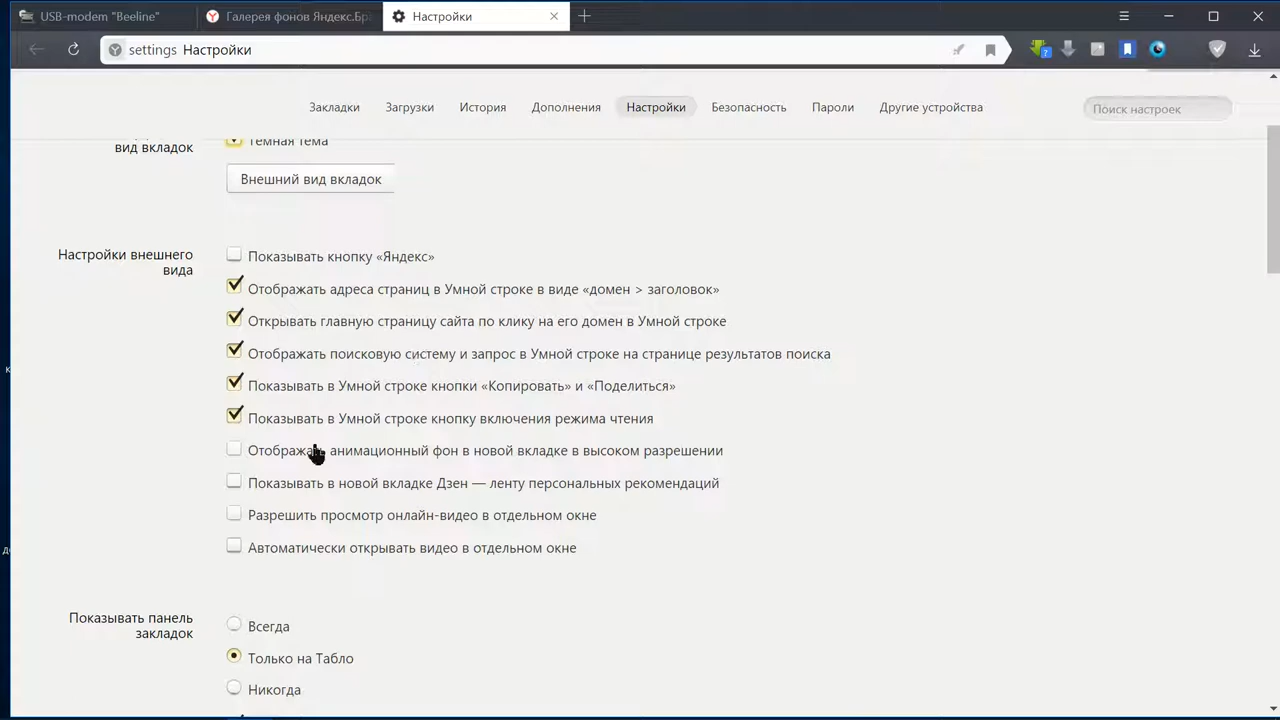 USB-modem "Beeline"
Галерея фонов Яндекс.Бр
Настройки
settings Настройки
Закладки Загрузки История Дополнения Настройки Безопасность Пароли Другие устройства Поиск настроек
вид вкладок
Темная тема
Внешний вид вкладок
Настройки внешнего
вида
Показывать кнопку «Яндекс»
Отображать адреса страниц в Умной строке в виде «домен > заголовок»
Открывать главную страницу сайта по клику на его домен в Умной строке
Отображать поисковую систему и запрос в Умной строке на странице результатов поиска
Показывать в Умной строке кнопки «Копировать» и «Поделиться»
Показывать в Умной строке кнопку включения режима чтения
Отображать анимационный фон в новой вкладке в высоком разрешении
Показывать в новой вкладке Дзен — ленту персональных рекомендаций
Разрешить просмотр онлайн-видео в отдельном окне
Автоматически открывать видео в отдельном окне
Показывать панель
закладок
Всегда
Только на Табло
Никогда